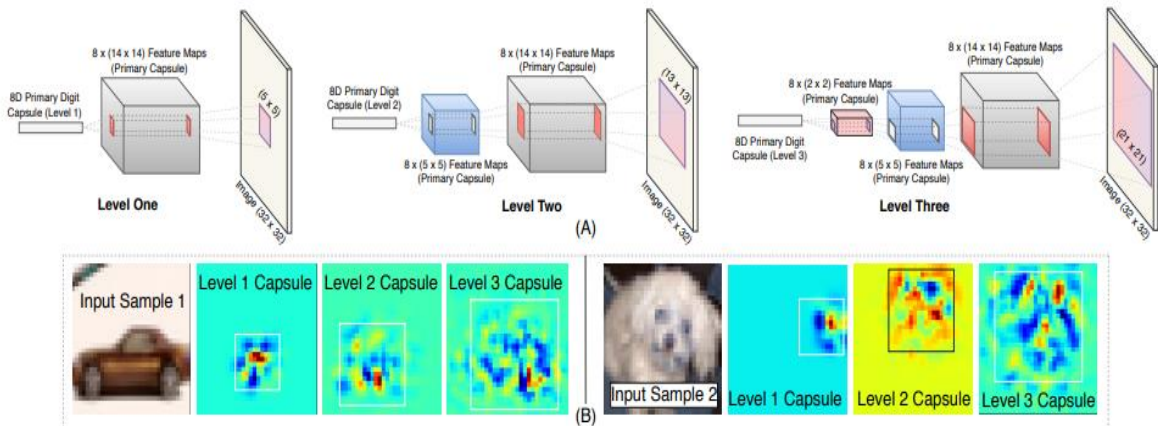 8 x (14 x 14) Feature Maps
(Primary Capsule)
8D Primary Digit
Capsule (Level 1)
(5 x 5)
Image (32 x 32)
Level One
8 x (14 x 14) Feature Maps
(Primary Capsule)
8D Primary Digit
Capsule (Level 2)
8 x (5 x 5) Feature Maps
(Primary Capsule)
(13 x 13)
Image (32 x 32)
Level Two
8 x (14 x 14) Feature Maps
(Primary Capsule)
8 x (2 x 2) Feature Maps
(Primary Capsule)
8D Primary Digit
Capsule (Level 3)
8 x (5 x 5) Feature Maps
(Primary Capsule)
(21 x 21)
Image (32 x 32)
Level Three
(A)
Input Sample 1
Level 1 Capsule
Level 2 Capsule
Level 3 Capsule
Input Sample 2
Level 1 Capsule
Level 2 Capsule
Level 3 Capsule
(B)